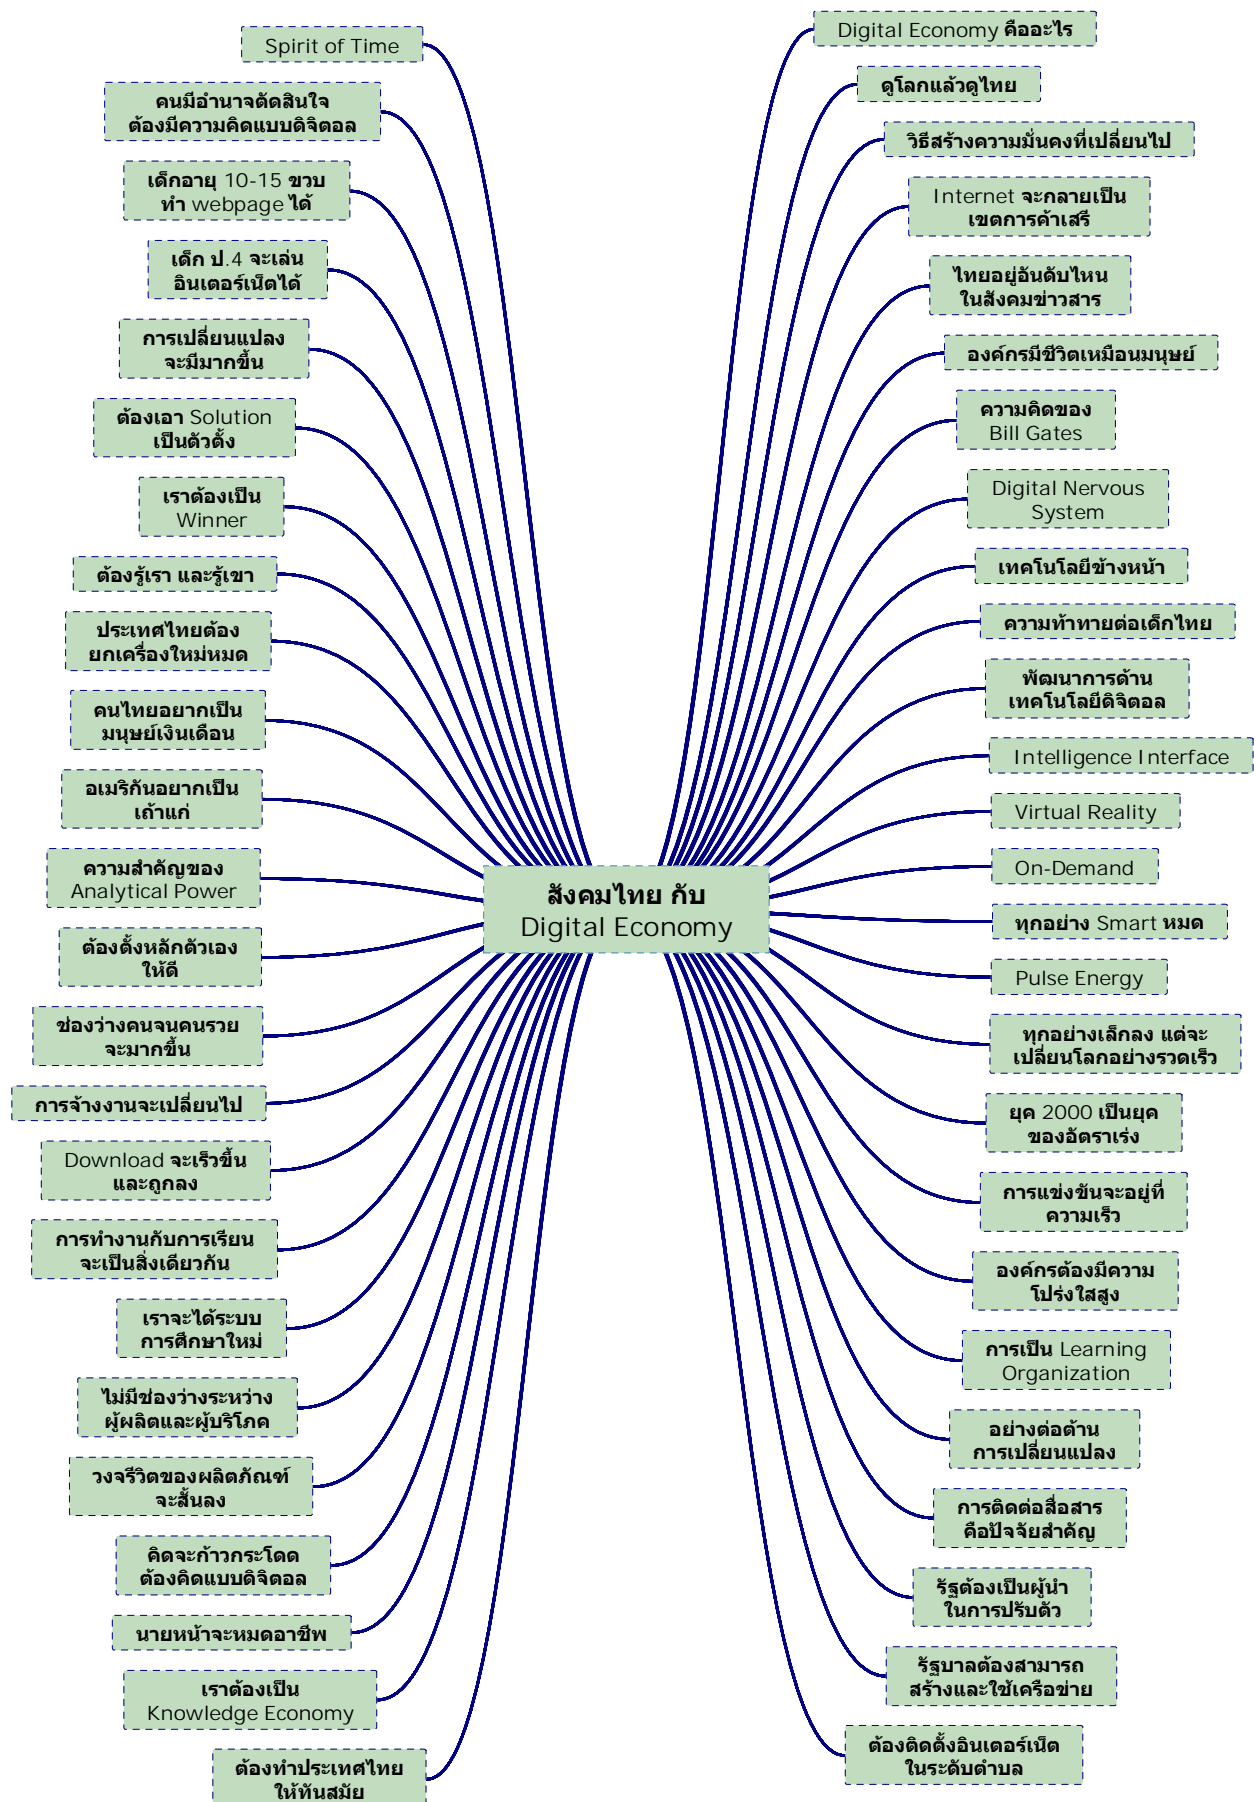 สังคมไทย กับ
Digital Economy
Digital Economy คืออะไร
ดูโลกแล้วดูไทย
วิธีสร้างความมั่นคงที่เปลี่ยนไป
Internet จะกลายเป็น
เขตการค้าเสรี
ไทยอยู่อันดับไหน
ในสังคมข่าวสาร
องค์กรมีชีวิตเหมือนมนุษย์
ความคิดของ
Bill Gates
Digital Nervous
System
เทคโนโลยีข้างหน้า
ความท้าทายต่อเด็กไทย
พัฒนาการด้าน
เทคโนโลยีดิจิตอล
Intelligence Interface
Virtual Reality
On-Demand
ทุกอย่าง Smart หมด
Pulse Energy
ทุกอย่างเล็กลง แต่จะ
เปลี่ยนโลกอย่างรวดเร็ว
ยุค 2000 เป็นยุค
ของอัตราเร่ง
การแข่งขันจะอยู่ที่
ความเร็ว
องค์กรต้องมีความ
โปร่งใสสูง
การเป็น Learning
Organization
อย่างต่อต้าน
การเปลี่ยนแปลง
การติดต่อสื่อสาร
คือปัจจัยสำคัญ
รัฐต้องเป็นผู้นำ
ในการปรับตัว
รัฐบาลต้องสามารถ
สร้างและใช้เครือข่าย
ต้องติดตั้งอินเตอร์เน็ต
ในระดับตำบล
Spirit of Time
คนมีอำนาจตัดสินใจ
ต้องมีความคิดแบบดิจิตอล
เด็กอายุ 10-15 ขวบ
ทำ webpage ได้
เด็ก ป.4 จะเล่น
อินเตอร์เน็ตได้
การเปลี่ยนแปลง
จะมีมากขึ้น
ต้องเอา Solution
เป็นตัวตั้ง
เราต้องเป็น
Winner
ต้องรู้เรา และรู้เขา
ประเทศไทยต้อง
ยกเครื่องใหม่หมด
คนไทยอยากเป็น
มนุษย์เงินเดือน
อเมริกันอยากเป็น
เถ้าแก่
ความสำคัญของ
Analytical Power
ต้องตั้งหลักตัวเอง
ให้ดี
ช่องว่างคนจนคนรวย
จะมากขึ้น
การจ้างงานจะเปลี่ยนไป
Download จะเร็วขึ้น
และถูกลง
การทำงานกับการเรียน
จะเป็นสิ่งเดียวกัน
เราจะได้ระบบ
การศึกษาใหม่
ไม่มีช่องว่างระหว่าง
ผู้ผลิตและผู้บริโภค
วงจรีวิตของผลิตภัณฑ์
จะสั้นลง
คิดจะก้าวกระโดด
ต้องคิดแบบดิจิตอล
นายหน้าจะหมดอาชีพ
เราต้องเป็น
Knowledge Economy
ต้องทำประเทศไทย
ให้ทันสมัย